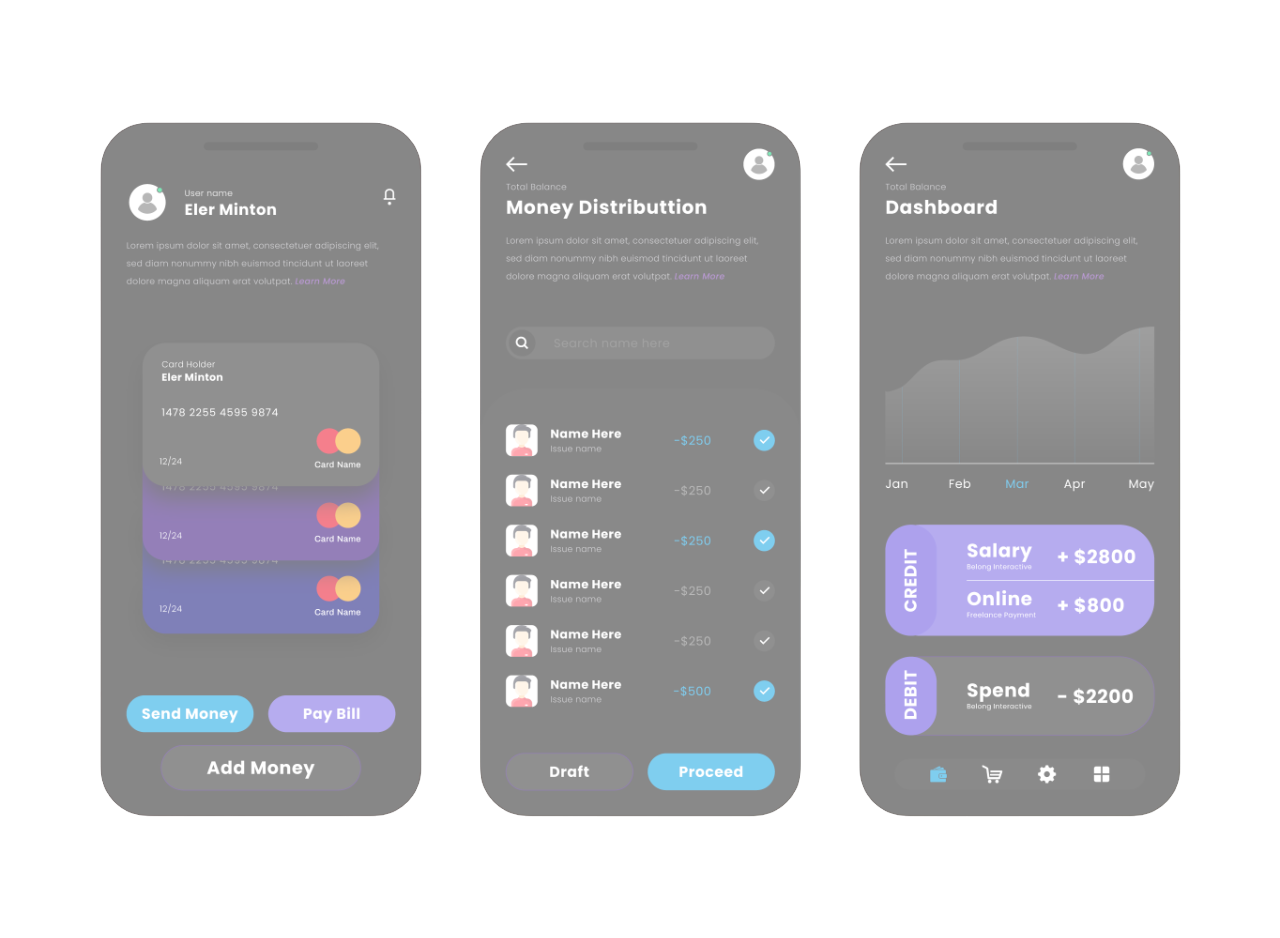 User name
Eler Minton
Lorem ipsum dolor sit amet, consectetuer adipiscing elit,
sed diam nonummy nibh euismod tincidunt ut laoreet
dolore magna aliquam erat volutpat. Learn More
Card Holder
Eler Minton
1478 2255 4595 9874
12/24
Card Name
12/24
Card Name
12/24
Card Name
Send Money
Pay Bill
Add Money
Total Balance
Money Distributtion
Lorem ipsum dolor sit amet, consectetuer adipiscing elit,
sed diam nonummy nibh euismod tincidunt ut laoreet
dolore magna aliquam erat volutpat. Learn More
Search name here
Name Here
Issue name
-$250
Name Here
Issue name
-$250
Name Here
Issue name
-$250
Name Here
Issue name
-$250
Name Here
Issue name
-$250
Name Here
Issue name
-$500
Draft
Proceed
Total Balance
Dashboard
Lorem ipsum dolor sit amet, consectetuer adipiscing elit,
sed diam nonummy nibh euismod tincidunt ut laoreet
dolore magna aliquam erat volutpat. Learn More
Jan Feb Mar Apr May
CREDIT
Salary
Belong Interactive
+ $2800
Online
Freelance Payment
+ $800
DEBIT
Spend
Belong Interactive
- $2200